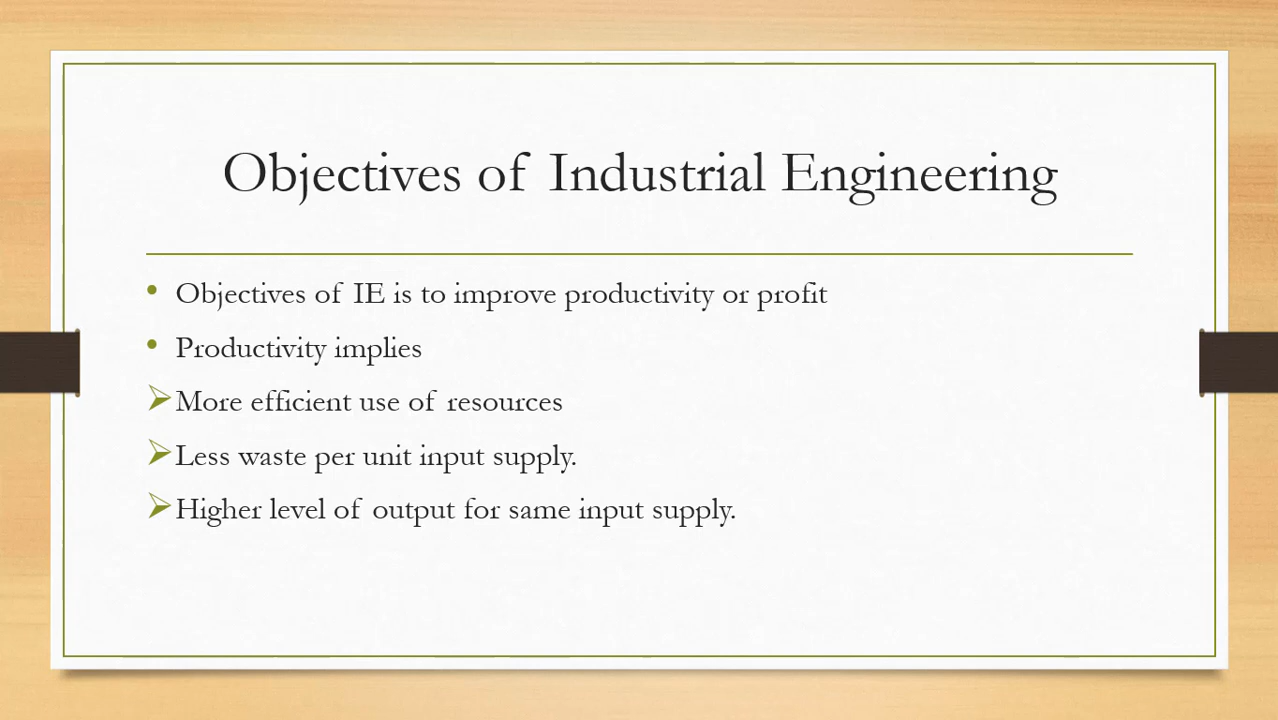 Objectives of Industrial Engineering
• Objectives of IE is to improve productivity or profit
• Productivity implies
➢ More efficient use of resources
➢ Less waste per unit input supply.
➢ Higher level of output for same input supply.